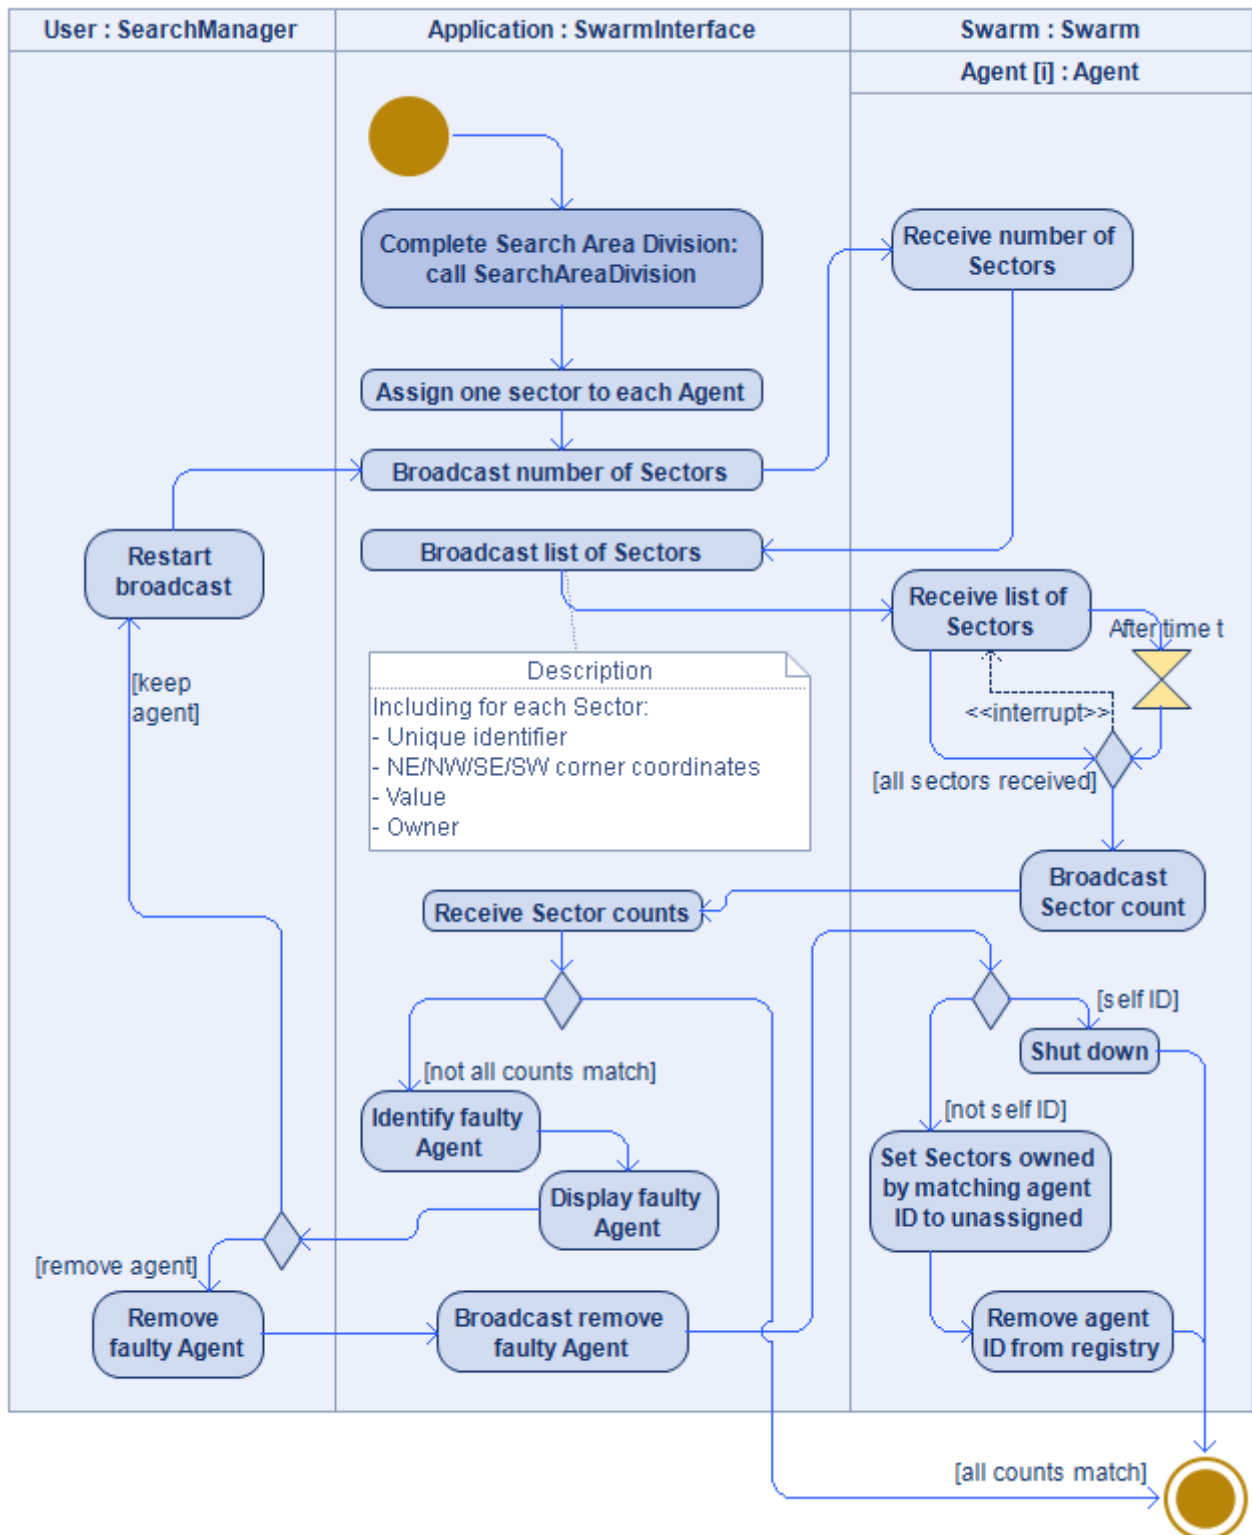 User : SearchManager
Application : SwarmInterface
Swarm : Swarm
Agent [i] : Agent
Complete Search Area Division:
call SearchAreaDivision
Receive number of
Sectors
Assign one sector to each Agent
Broadcast number of Sectors
Restart
broadcast
Broadcast list of Sectors
Receive list of
Sectors
After time t
[keep
agent]
Description
Including for each Sector:
- Unique identifier
- NE/NW/SE/SW corner coordinates
- Value
- Owner
<<interrupt>>
[all sectors received]
Broadcast
Sector count
Receive Sector counts
[self ID]
Shut down
[not all counts match]
[not self ID]
Identify faulty
Agent
Set Sectors owned
by matching agent
ID to unassigned
Display faulty
Agent
[remove agent]
Remove
faulty Agent
Broadcast remove
faulty Agent
Remove agent
ID from registry
[all counts match]